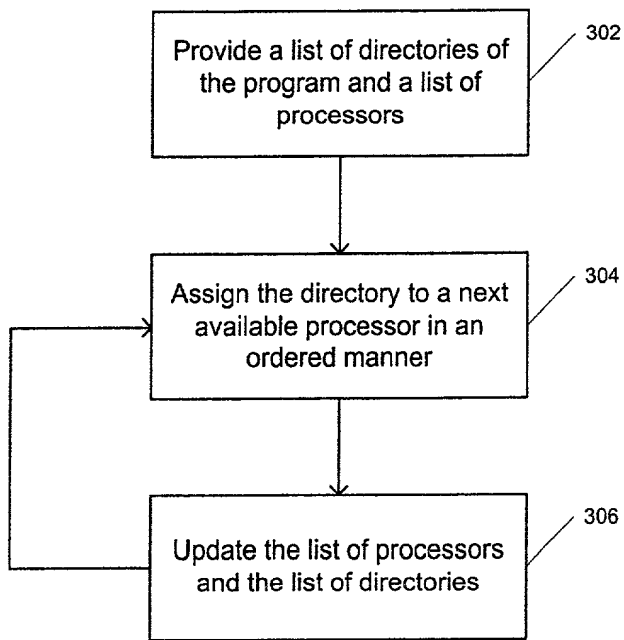 Provide a list of directories of
the program and a list of
processors
302
Assign the directory to a next
available processor in an
ordered manner
304
Update the list of processors
and the list of directories
306